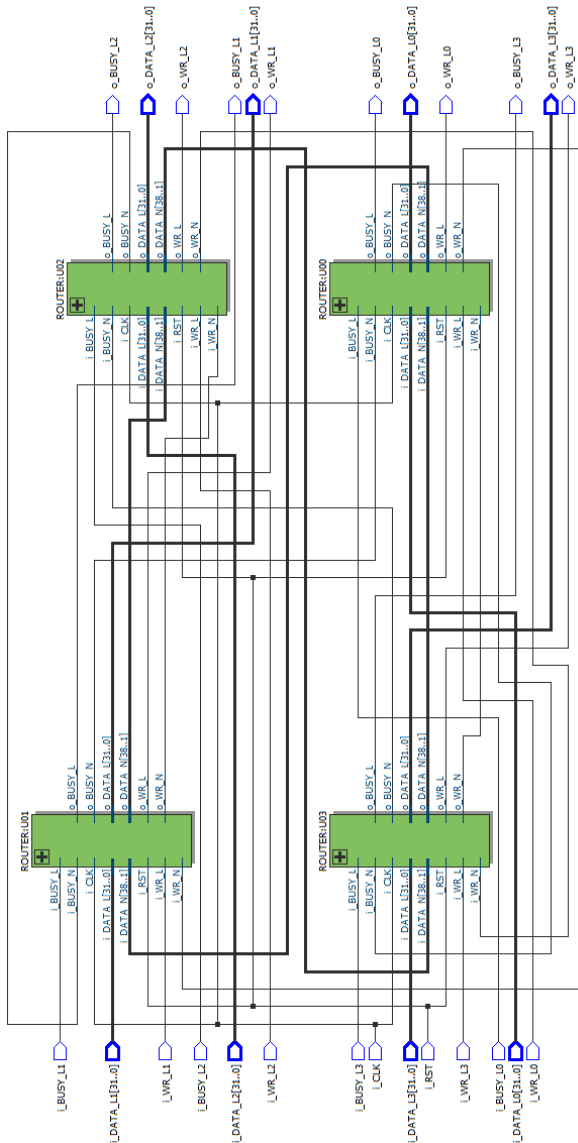 ROUTER:U01
i_BUSY_L
i_BUSY_N
i_CLK
i_DATA_L[31..0]
i_DATA_N[38..1]
i_RST
i_WR_L
i_WR_N
o_BUSY_L
o_BUSY_N
o_DATA_L[31..0]
o_DATA_N[38..1]
o_WR_L
o_WR_N
ROUTER:U02
i_BUSY_L
i_BUSY_N
i_CLK
i_DATA_L[31..0]
i_DATA_N[38..1]
i_RST
i_WR_L
i_WR_N
o_BUSY_L
o_BUSY_N
o_DATA_L[31..0]
o_DATA_N[38..1]
o_WR_L
o_WR_N
ROUTER:U03
i_BUSY_L
i_BUSY_N
i_CLK
i_DATA_L[31..0]
i_DATA_N[38..1]
i_RST
i_WR_L
i_WR_N
o_BUSY_L
o_BUSY_N
o_DATA_L[31..0]
o_DATA_N[38..1]
o_WR_L
o_WR_N
ROUTER:U00
i_BUSY_L
i_BUSY_N
i_CLK
i_DATA_L[31..0]
i_DATA_N[38..1]
i_RST
i_WR_L
i_WR_N
o_BUSY_L
o_BUSY_N
o_DATA_L[31..0]
o_DATA_N[38..1]
o_WR_L
o_WR_N
i_BUSY_L1
i_DATA_L1[31..0]
i_WR_L1
i_BUSY_L2
i_DATA_L2[31..0]
i_WR_L2
i_BUSY_L3
i_CLK
i_DATA_L3[31..0]
i_RST
i_WR_L3
i_BUSY_L0
i_DATA_L0[31..0]
i_WR_L0
o_BUSY_L2
o_DATA_L2[31..0]
o_WR_L2
o_BUSY_L1
o_DATA_L1[31..0]
o_WR_L1
o_BUSY_L0
o_DATA_L0[31..0]
o_WR_L0
o_BUSY_L3
o_DATA_L3[31..0]
o_WR_L3